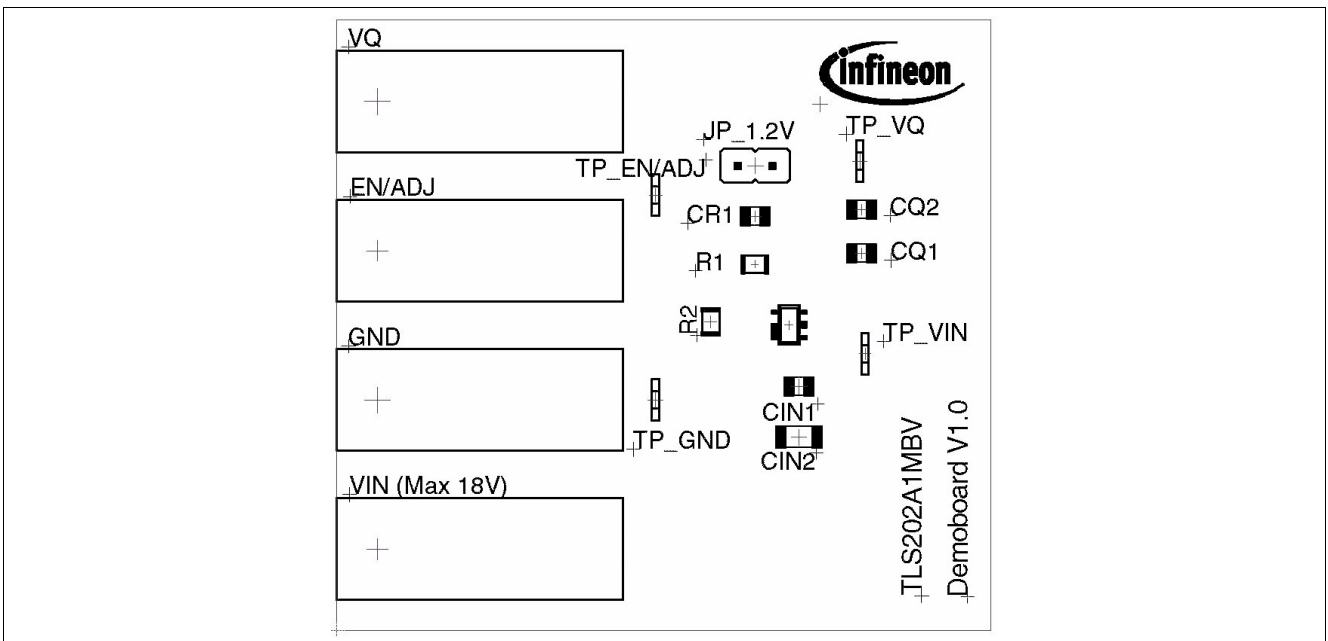 VQ
infineon
JP_1.2V
TP_VQ
TP_EN/ADJ
EN/ADJ
CR1
CQ2
R1
CQ1
R2
GND
TP_VIN
CIN1
TP_GND
CIN2
VIN (Max 18V)
TLS202A1MBV
Demoboard V1.0